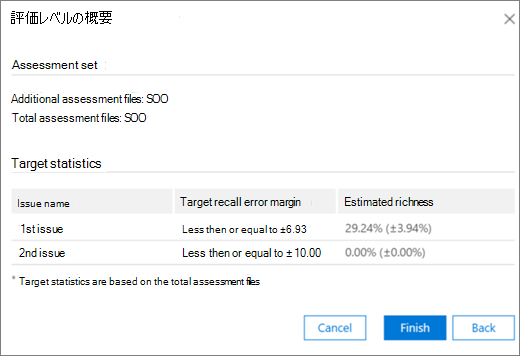 評価レベルの概要
Assessment set
Additional assessment files: SOO
Total assessment files: SOO
Target statistics
Issue name Target recall error margin Estimated richness
1st issue Less then or equal to ±6.93 29.24% (±3.94%)
2nd issue Less then or equal to ± 10.00 0.00% (±0.00%)
* Target statistics are based on the total assessment files
Cancel Finish Back